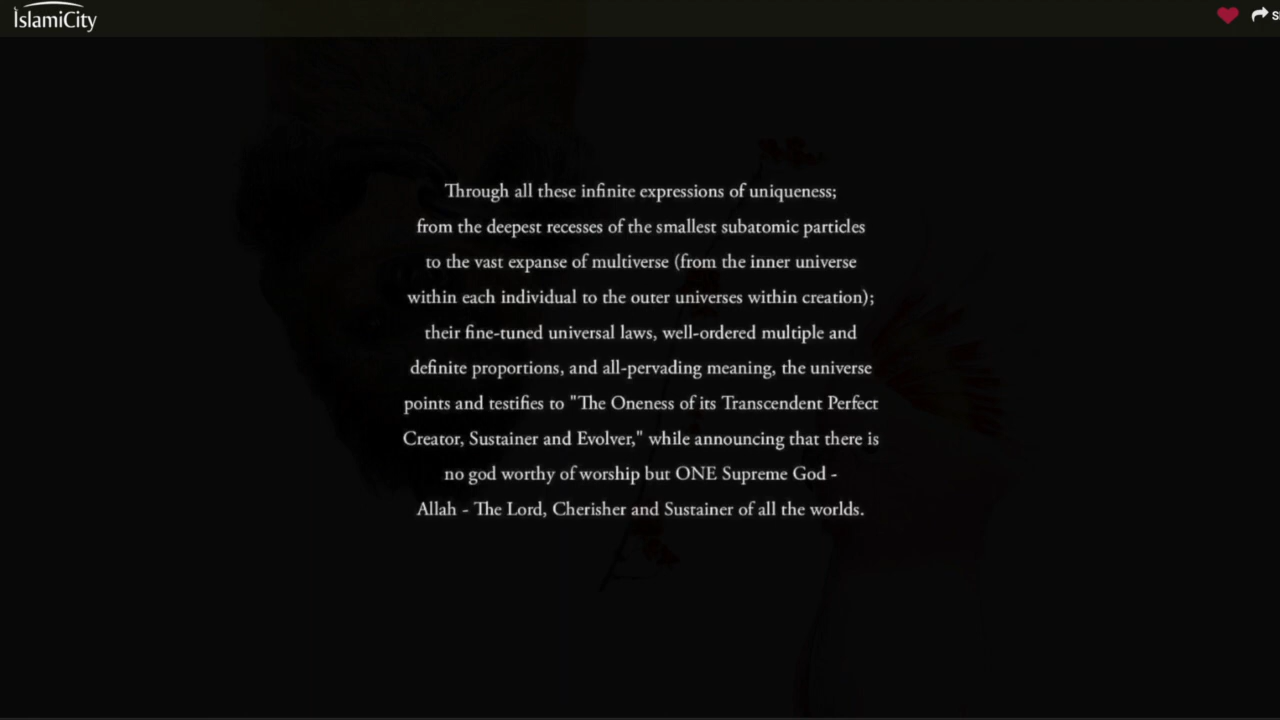 IslamiCity
S
Through all these infinite expressions of uniqueness;
from the deepest recesses of the smallest subatomic particles
to the vast expanse of multiverse (from the inner universe
within each individual to the outer universes within creation);
their fine-tuned universal laws, well-ordered multiple and
definite proportions, and all-pervading meaning, the universe
points and testifies to "The Oneness of its Transcendent Perfect
Creator, Sustainer and Evolver," while announcing that there is
no god worthy of worship but ONE Supreme God -
Allah - The Lord, Cherisher and Sustainer of all the worlds.